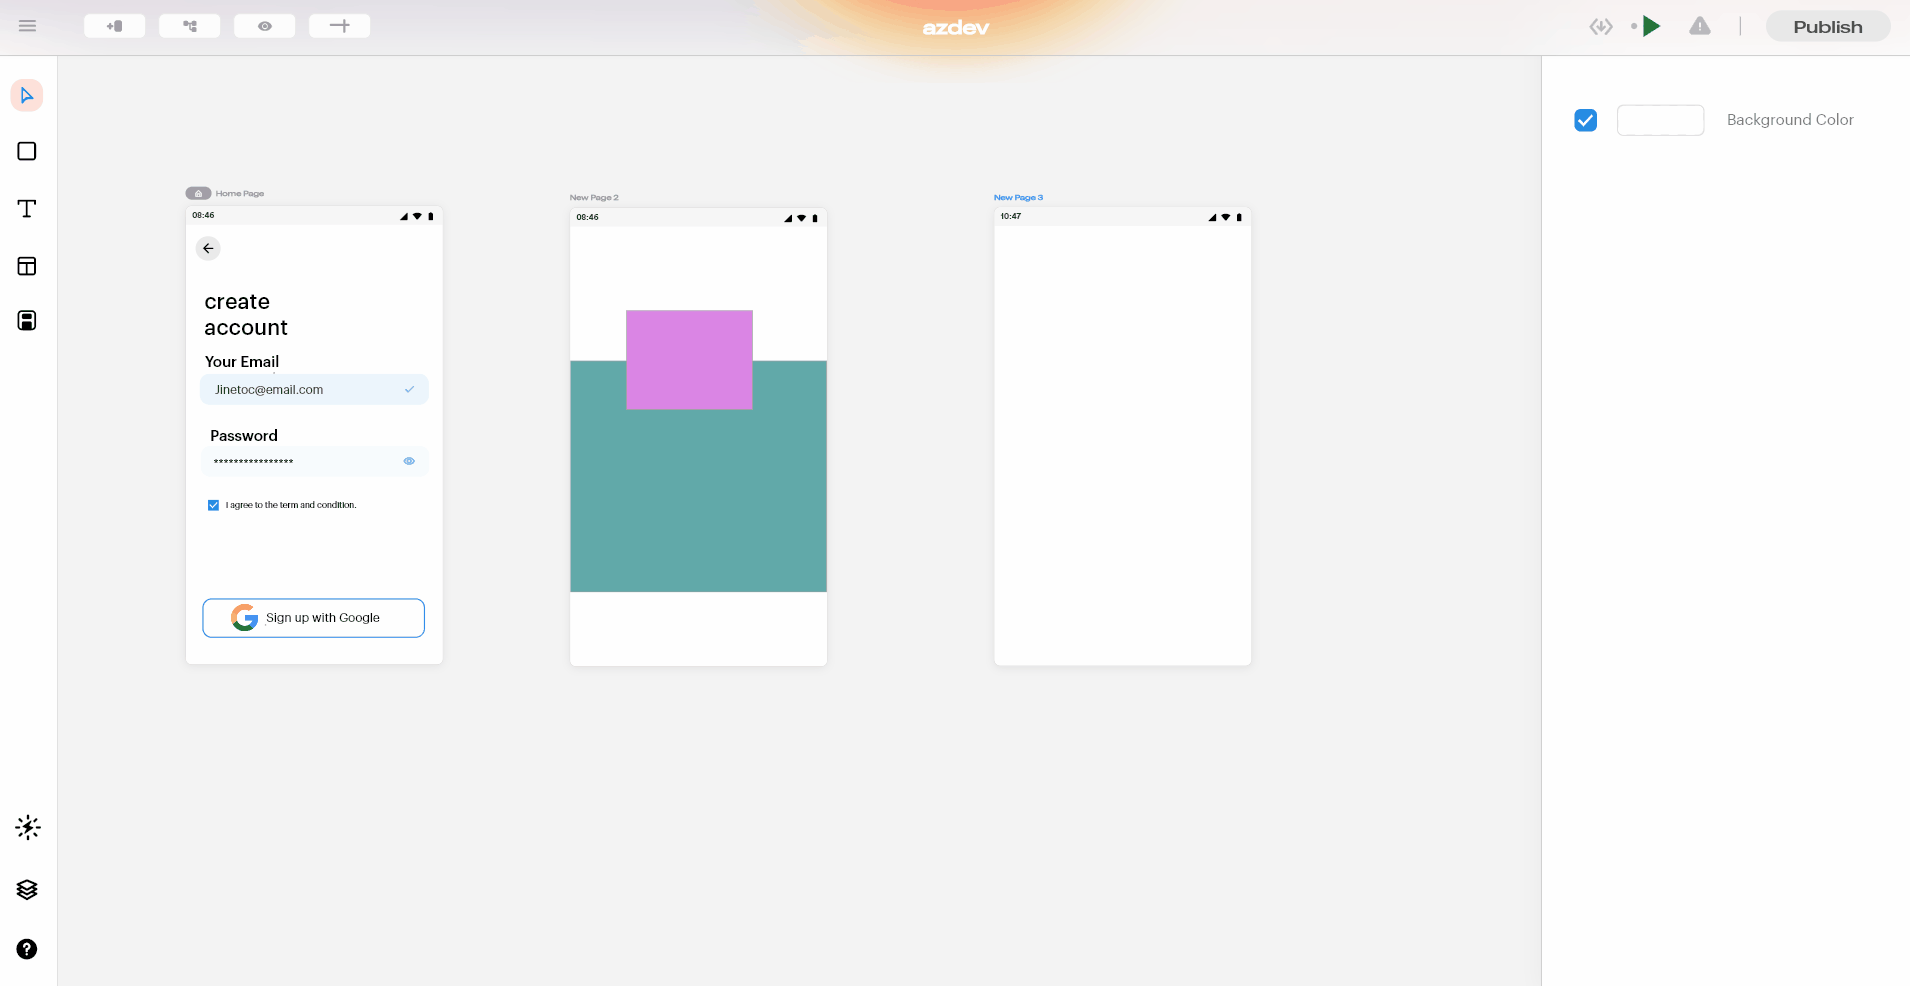 azdev
Publish
Background Color
Home Page
08:46
create
account
Your Email
Jinetoc@email.com
Password
****************
I agree to the term and condition.
Sign up with Google
New Page 2
08:46
New Page 3
10:47